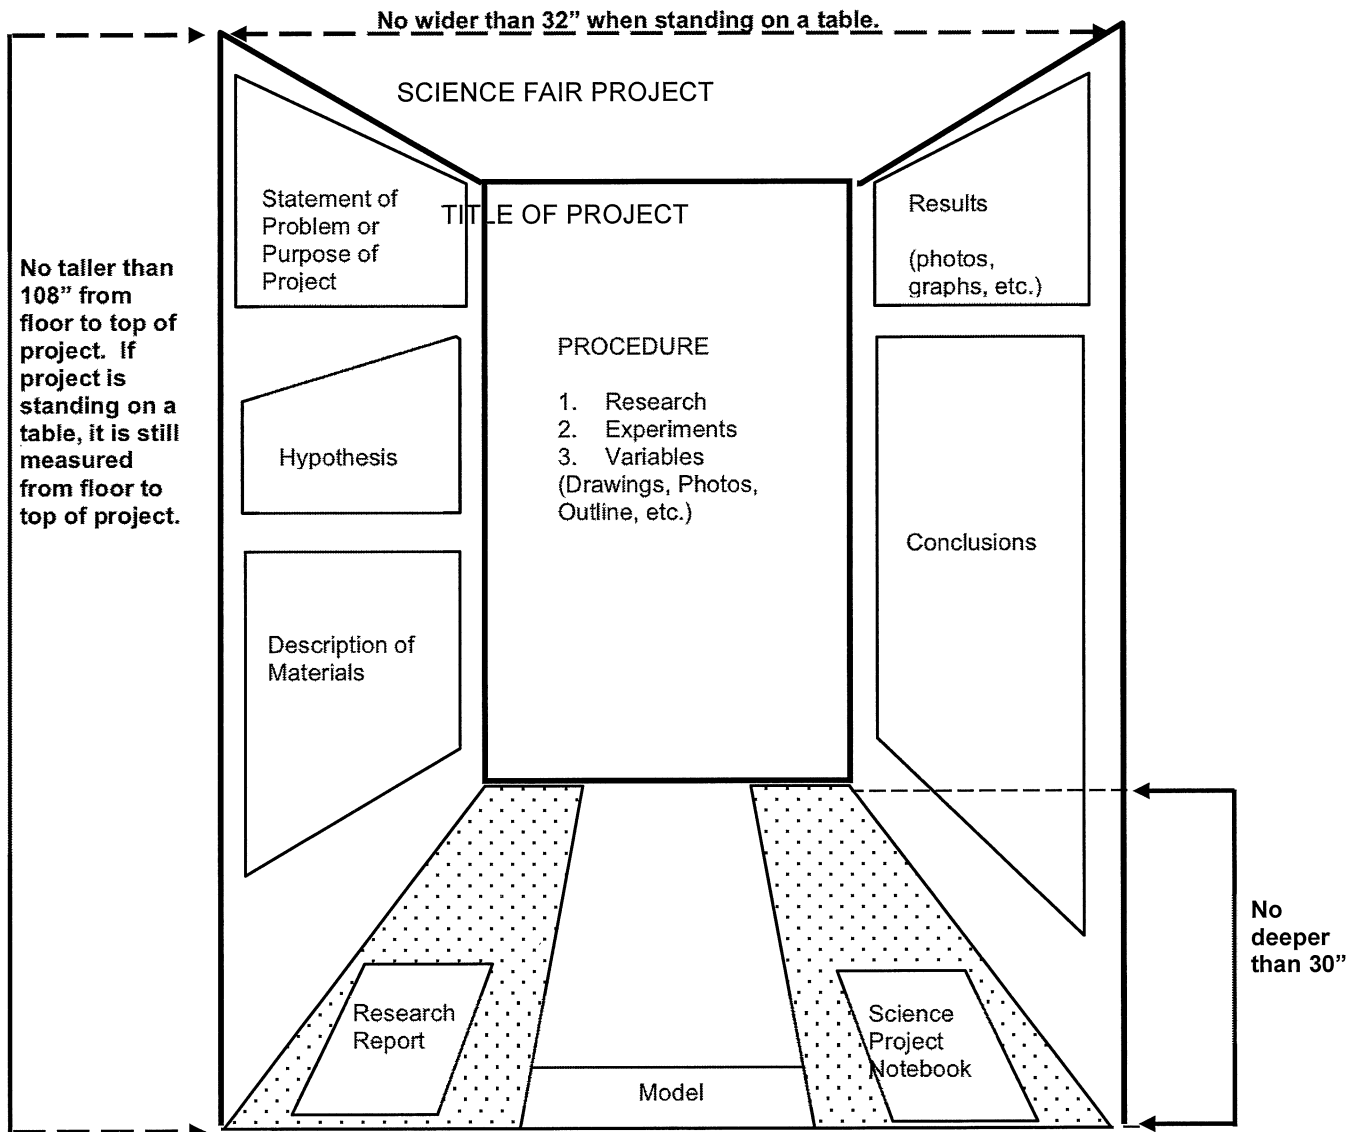 No wider than 32” when standing on a table.
SCIENCE FAIR PROJECT
TITLE OF PROJECT
No taller than
108” from
floor to top of
project.  If
project is
standing on a
table, it is still
measured
from floor to
top of project.
Statement of
Problem or
Purpose of
Project
Hypothesis
Description of
Materials
PROCEDURE
1. Research
2. Experiments
3. Variables
(Drawings, Photos,
Outline, etc.)
Results
(photos,
graphs, etc.)
Conclusions
No
deeper
than 30”
Research
Report
Model
Science
Project
Notebook